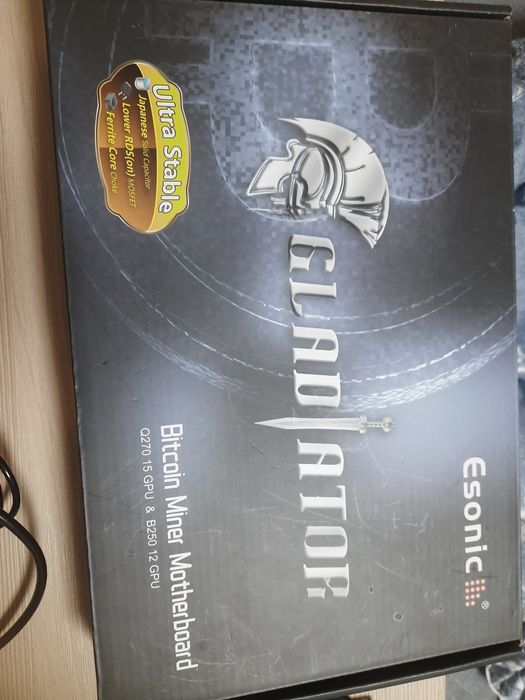 Esonic ®
GLADIATOR
Bitcoin Miner Motherboard
Q270 15 GPU & B250 12 GPU
Ultra Stable
Japanese Solid Capacitor
Lower RDS(on) MOSFET
Ferrite Core Choke